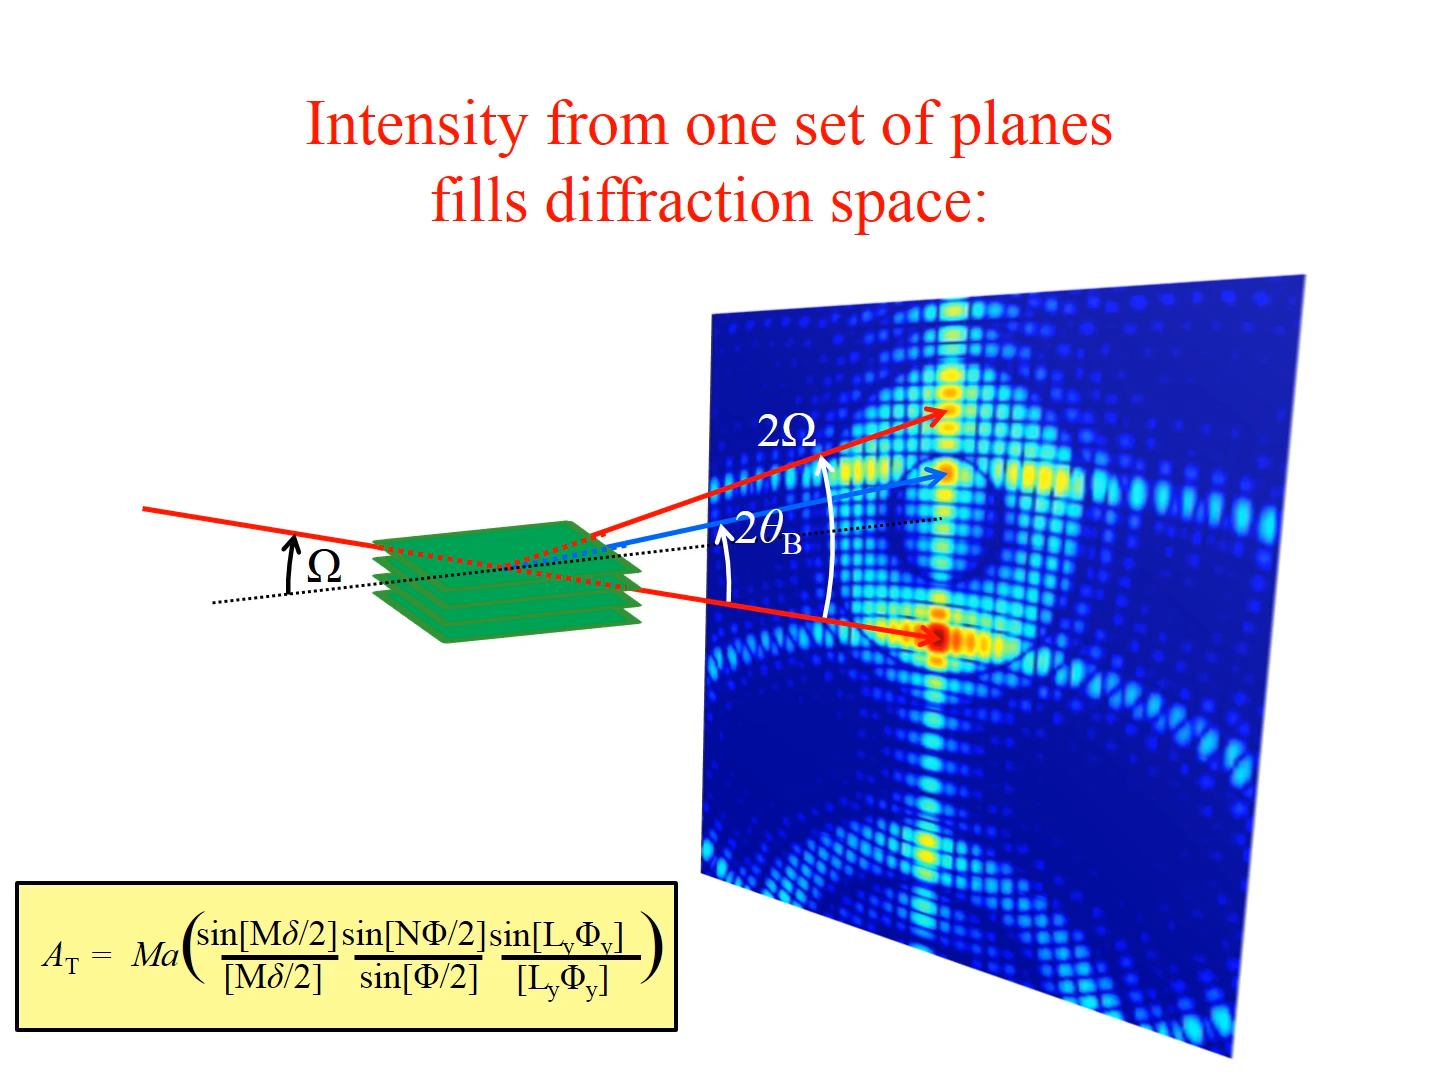 Intensity from one set of planes
fills diffraction space:
2Ω
2θB
Ω
AT = Ma(sin[Mδ/2] sin[NΦ/2] sin[LyΦy])
[Mδ/2] sin[Φ/2] [LyΦy]